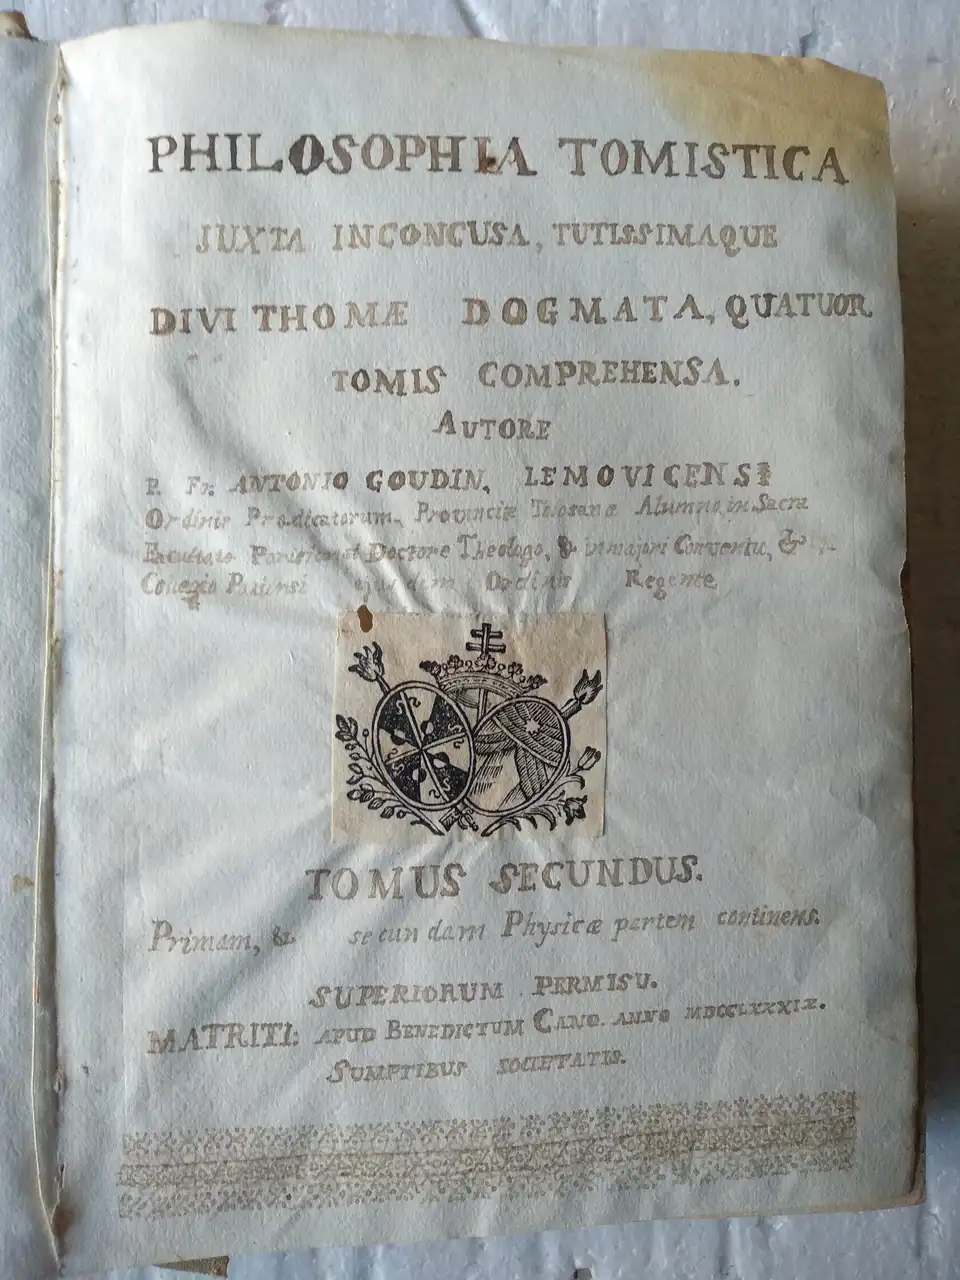 PHILOSOPHIA TOMISTICA
JUXTA INCONCUSA, TUTISSIMAQUE
DIVI THOMÆ DOGMATA, QUATUOR
TOMIS COMPREHENSA.
AUTORE
P. Fr. ANTONIO GOUDIN, LEMOVICENSI
Ordinis Prædicatorum, Provinciæ Tolosanæ Alumno, in Sacra
Facultate Doctore Theologo, & in majori Conventu, &
Collegio ejusdem Ordinis Regente
TOMUS SECUNDUS.
Primam, & secundam Physicæ partem continens.
SUPERIORUM PERMISU.
MATRITI: APUD BENEDICTUM CANO. ANNO MDCCLXXXIX.
SUMPTIBUS SOCIETATIS.